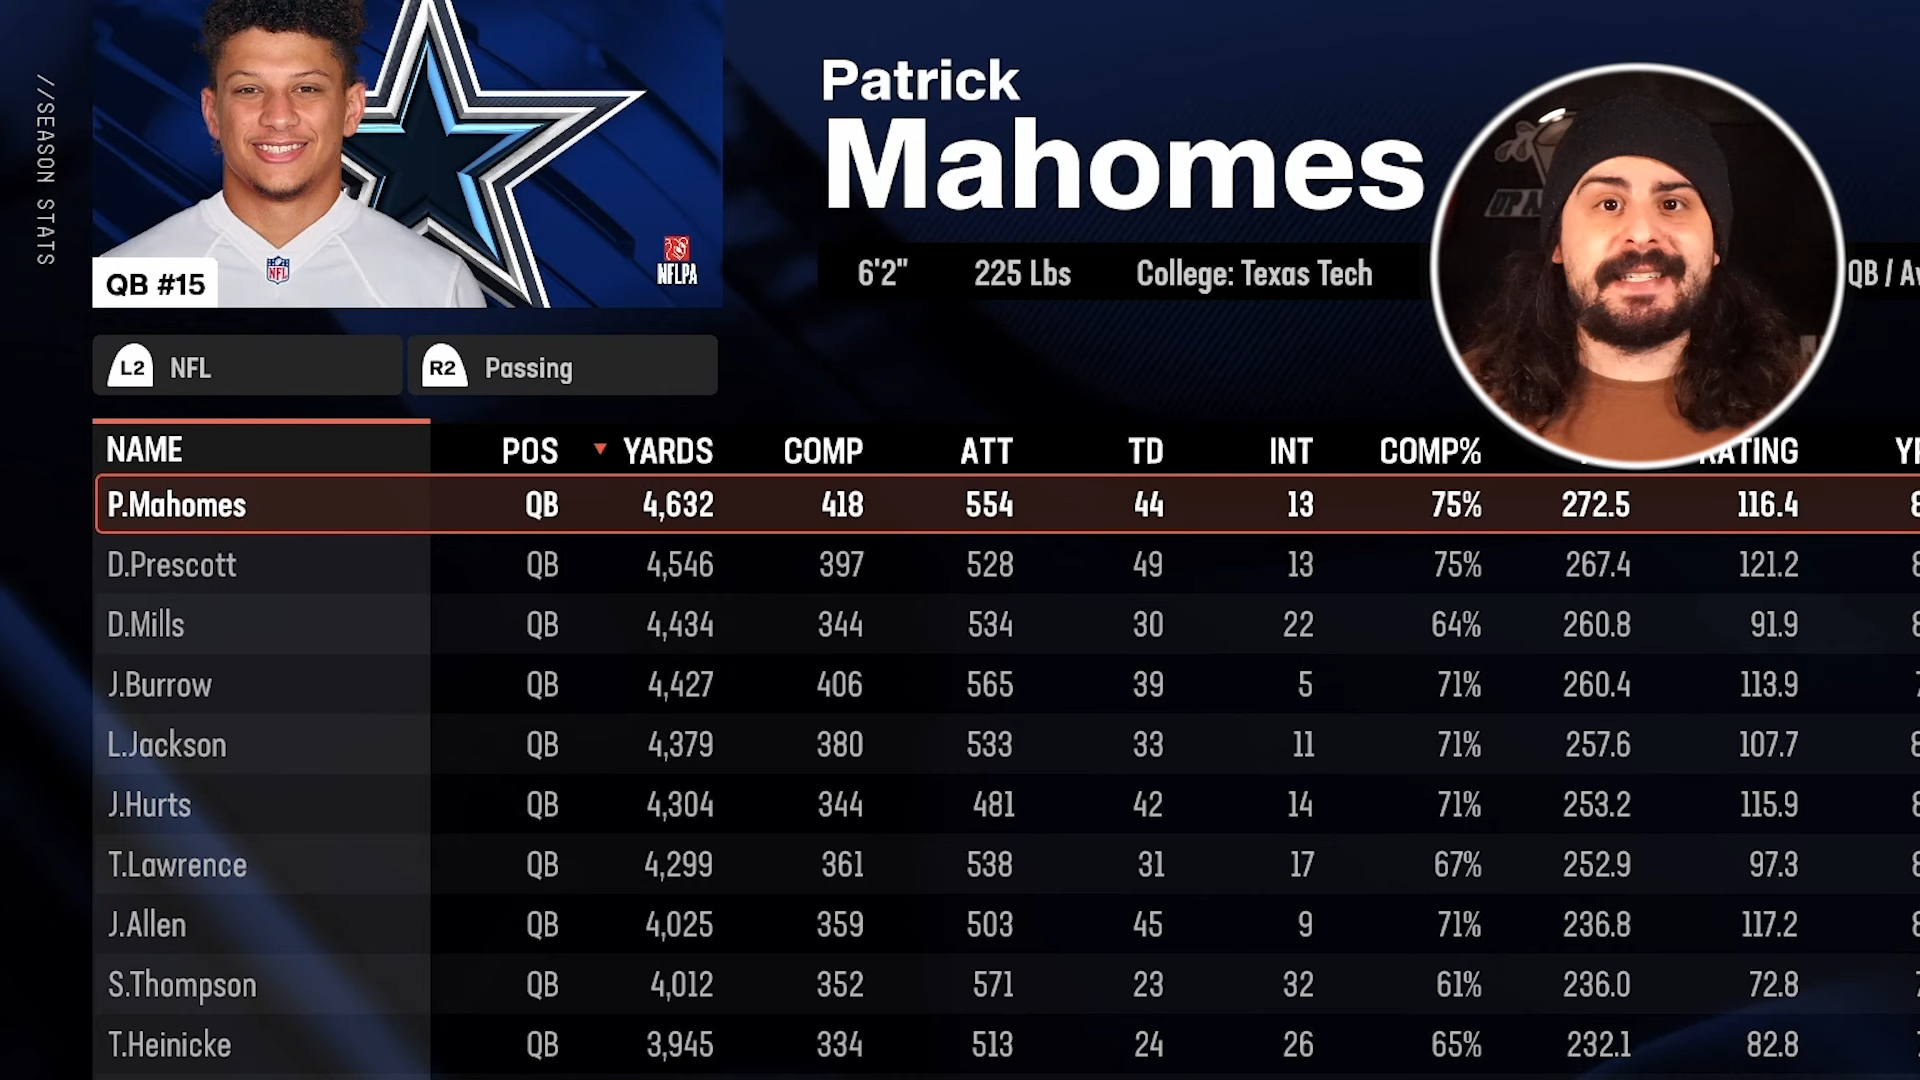 //SEASON STATS
QB #15
NFL
NFLPA
Patrick
Mahomes
6'2" 225 Lbs College: Texas Tech QB /
L2 NFL R2 Passing
NAME POS YARDS COMP ATT TD INT COMP% RATING
P.Mahomes QB 4,632 418 554 44 13 75% 272.5 116.4
D.Prescott QB 4,546 397 528 49 13 75% 267.4 121.2
D.Mills QB 4,434 344 534 30 22 64% 260.8 91.9
J.Burrow QB 4,427 406 565 39 5 71% 260.4 113.9
L.Jackson QB 4,379 380 533 33 11 71% 257.6 107.7
J.Hurts QB 4,304 344 481 42 14 71% 253.2 115.9
T.Lawrence QB 4,299 361 538 31 17 67% 252.9 97.3
J.Allen QB 4,025 359 503 45 9 71% 236.8 117.2
S.Thompson QB 4,012 352 571 23 32 61% 236.0 72.8
T.Heinicke QB 3,945 334 513 24 26 65% 232.1 82.8